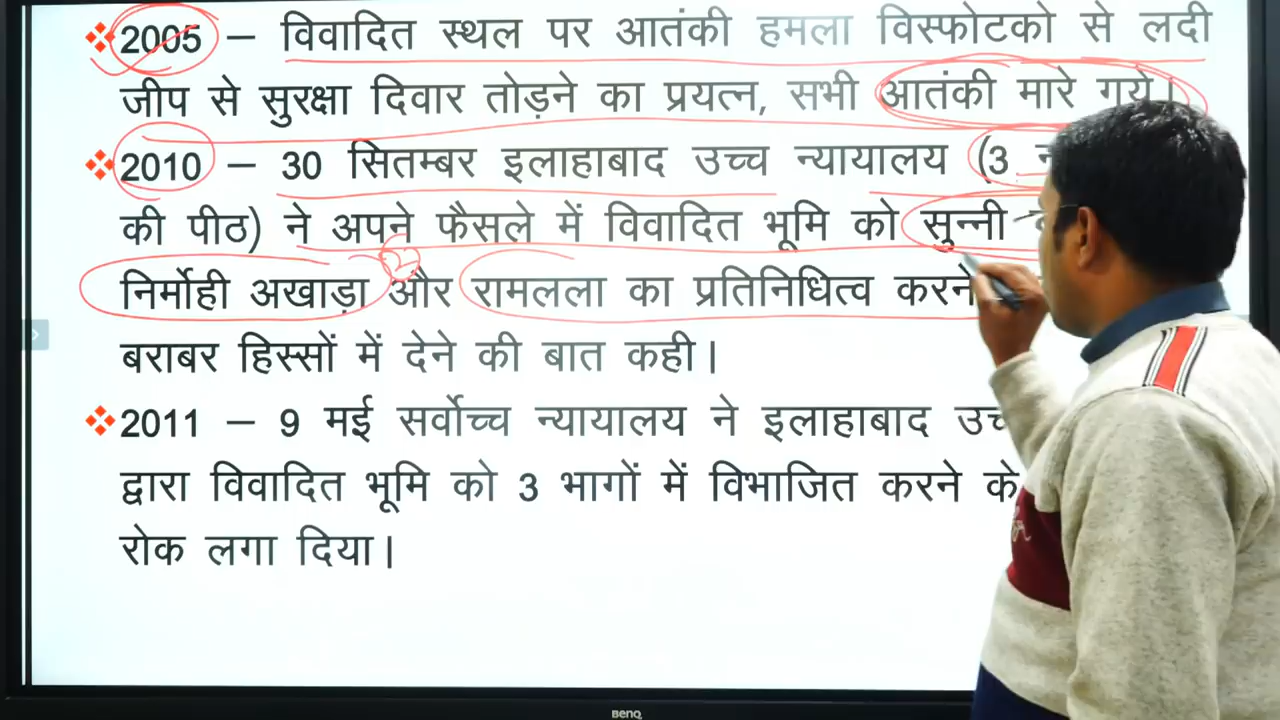 2005 – विवादित स्थल पर आतंकी हमला विस्फोटको से लदी
जीप से सुरक्षा दिवार तोड़ने का प्रयत्न, सभी आतंकी मारे गये।
2010 – 30 सितम्बर इलाहाबाद उच्च न्यायालय (3
की पीठ) ने अपने फैसले में विवादित भूमि को सुन्नी
2
निर्मोही अखाड़ा और रामलला का प्रतिनिधित्व करने
बराबर हिस्सों में देने की बात कही।
2011 – 9 मई सर्वोच्च न्यायालय ने इलाहाबाद
द्वारा विवादित भूमि को 3 भागों में विभाजित करने के
रोक लगा दिया।
BenQ